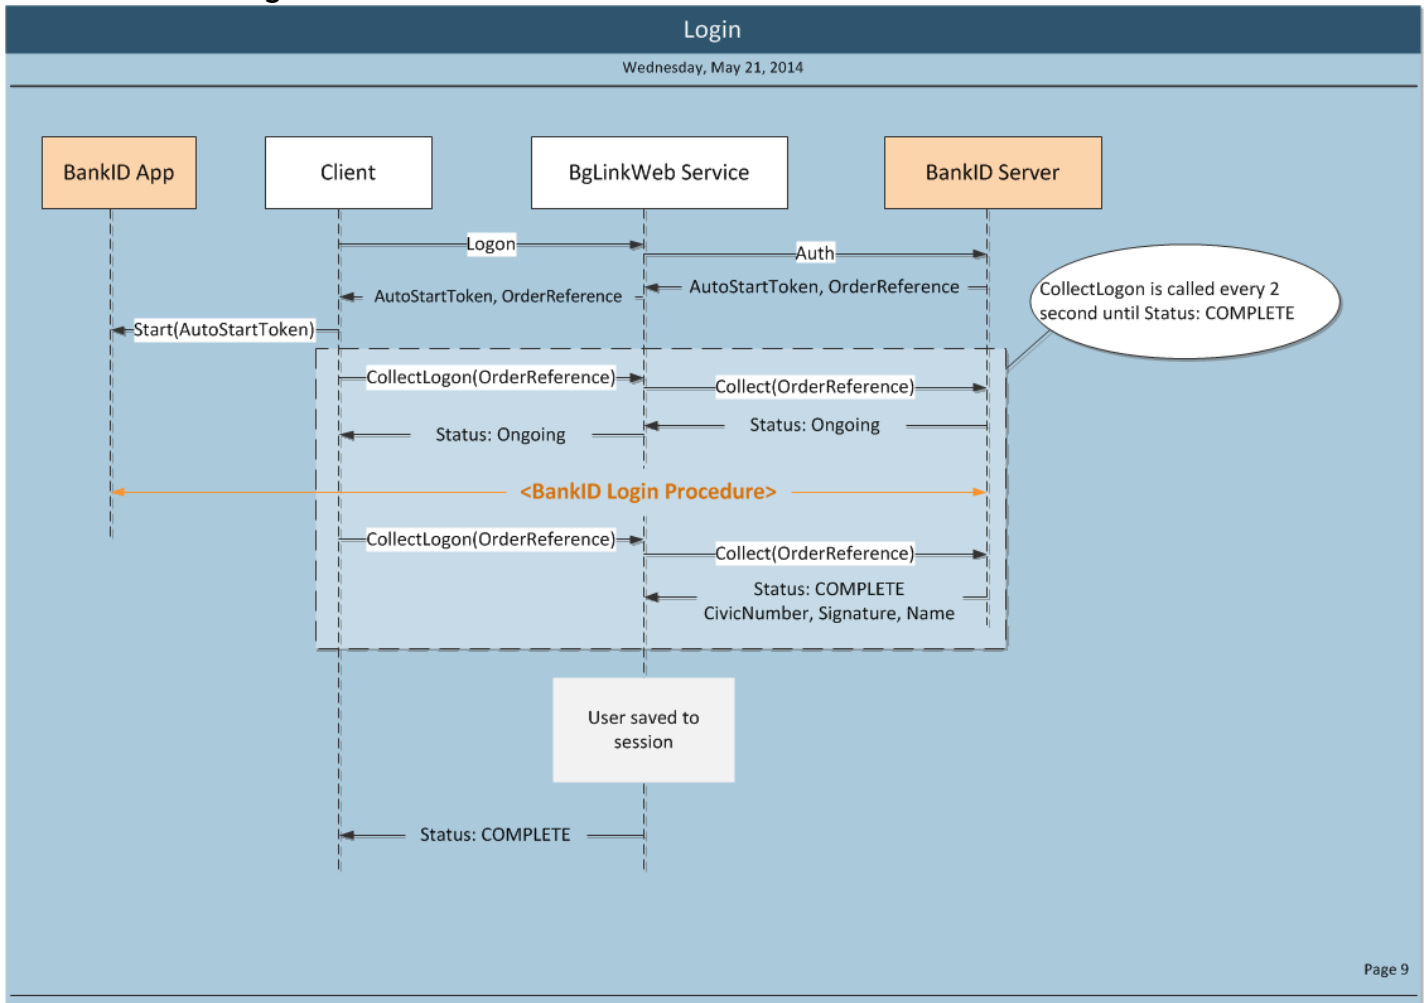 Login
Wednesday, May 21, 2014
BankID App
Client
BgLinkWeb Service
BankID Server
Logon
Auth
AutoStartToken, OrderReference
AutoStartToken, OrderReference
CollectLogon is called every 2
second until Status: COMPLETE
Start(AutoStartToken)
CollectLogon(OrderReference)
Collect(OrderReference)
Status: Ongoing
Status: Ongoing
<BankID Login Procedure>
CollectLogon(OrderReference)
Collect(OrderReference)
Status: COMPLETE
CivicNumber, Signature, Name
User saved to
session
Status: COMPLETE
Page 9